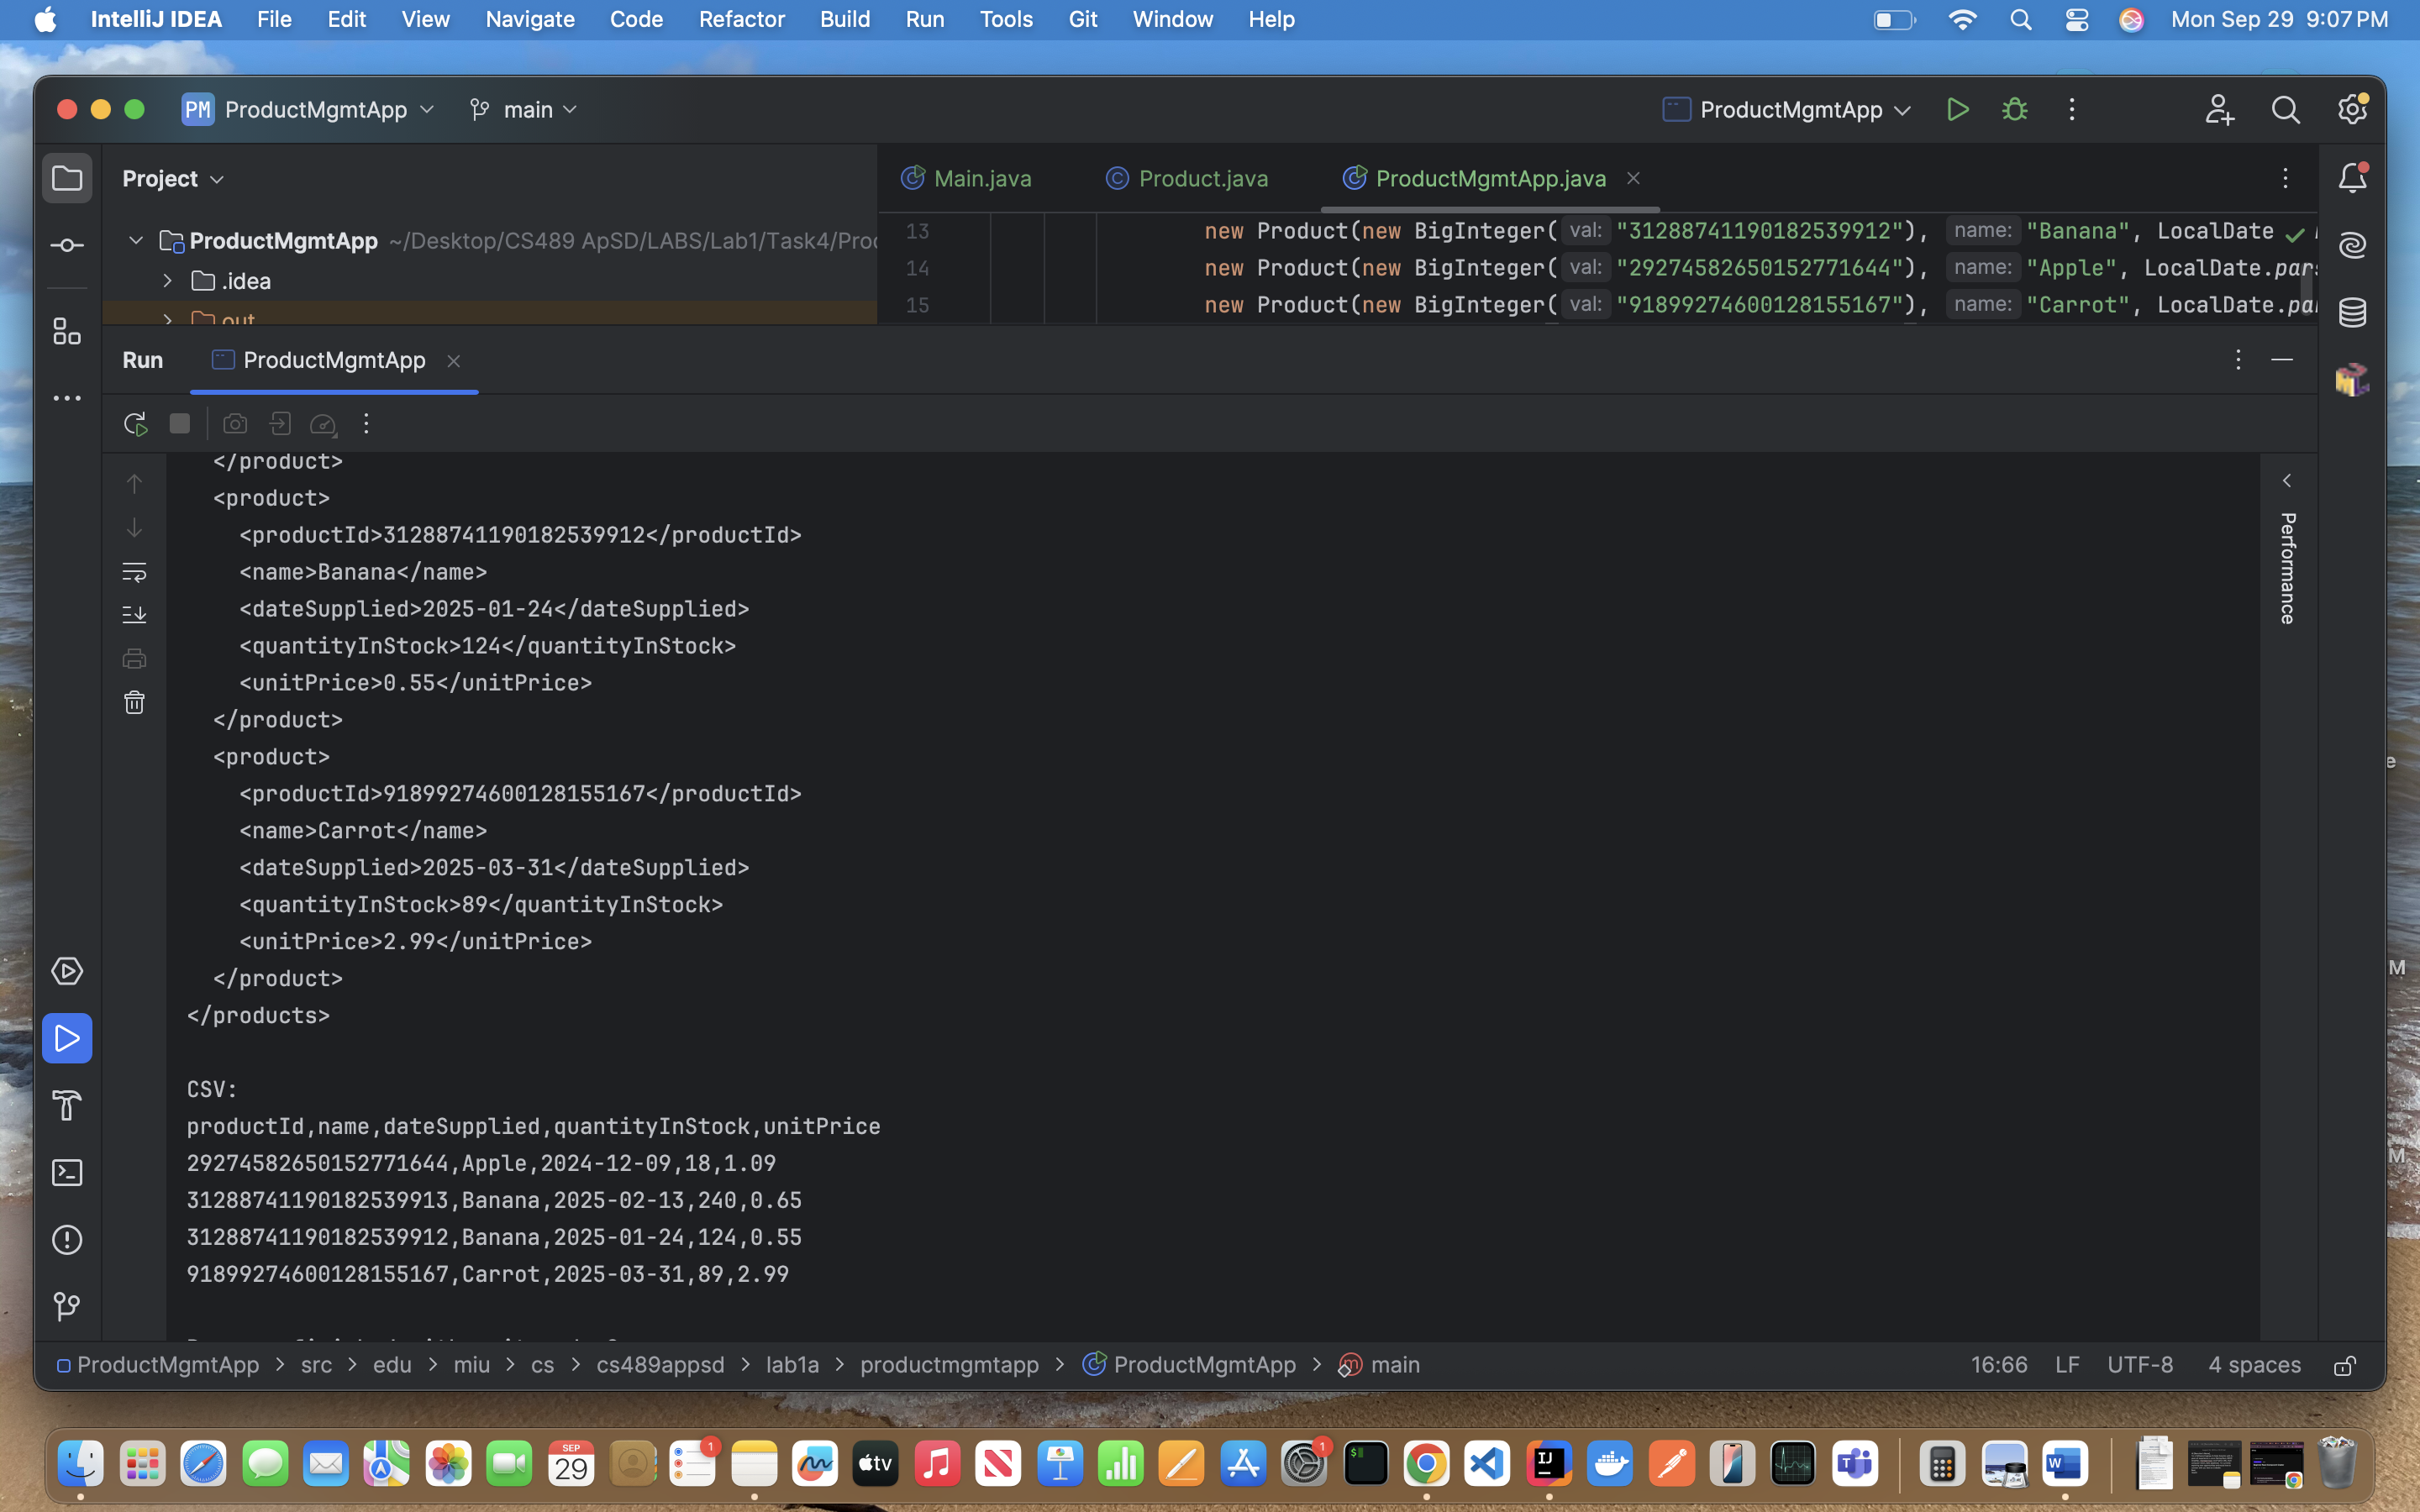 IntelliJ IDEA File Edit View Navigate Code Refactor Build Run Tools Git Window Help Mon Sep 29 9:07 PM
PM ProductMgmtApp main ProductMgmtApp
Project Main.java Product.java ProductMgmtApp.java
ProductMgmtApp ~/Desktop/CS489 ApSD/LABS/Lab1/Task4/Proc
.idea
out
13 new Product(new BigInteger( val: "31288741190182539912"), name: "Banana", LocalDate
14 new Product(new BigInteger( val: "29274582650152771644"), name: "Apple", LocalDate.pars
15 new Product(new BigInteger( val: "91899274600128155167"), name: "Carrot", LocalDate.pa
Run ProductMgmtApp
</product>
<product>
<productId>31288741190182539912</productId>
<name>Banana</name>
<dateSupplied>2025-01-24</dateSupplied>
<quantityInStock>124</quantityInStock>
<unitPrice>0.55</unitPrice>
</product>
<product>
<productId>91899274600128155167</productId>
<name>Carrot</name>
<dateSupplied>2025-03-31</dateSupplied>
<quantityInStock>89</quantityInStock>
<unitPrice>2.99</unitPrice>
</product>
</products>
CSV:
productId,name,dateSupplied,quantityInStock,unitPrice
29274582650152771644,Apple,2024-12-09,18,1.09
31288741190182539913,Banana,2025-02-13,240,0.65
31288741190182539912,Banana,2025-01-24,124,0.55
91899274600128155167,Carrot,2025-03-31,89,2.99
Performance
ProductMgmtApp > src > edu > miu > cs > cs489appsd > lab1a > productmgmtapp > ProductMgmtApp > main 16:66 LF UTF-8 4 spaces
e
M
M
SEP
29
1
tv
1
IJ
T
W